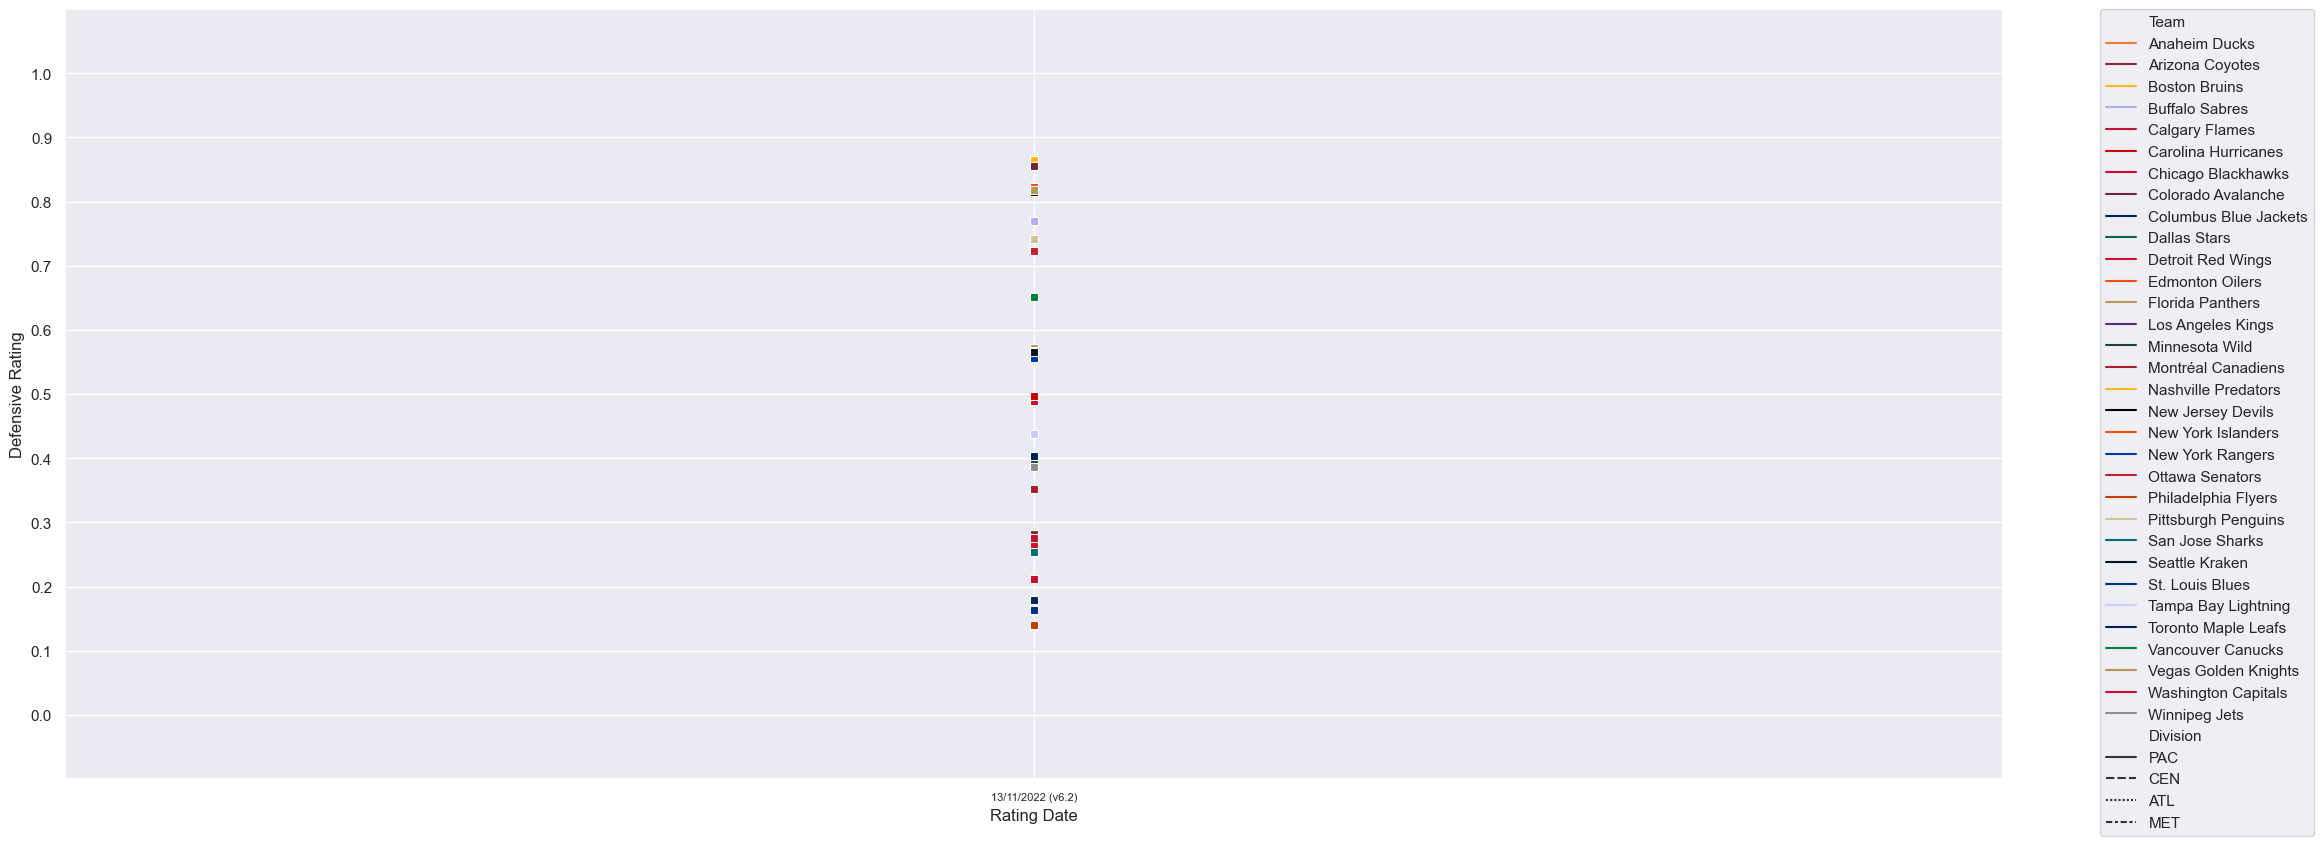 1.0
0.9
0.8
0.7
0.6
0.5
0.4
0.3
0.2
0.1
0.0
Defensive Rating
13/11/2022 (v6.2)
Rating Date
Team
Anaheim Ducks
Arizona Coyotes
Boston Bruins
Buffalo Sabres
Calgary Flames
Carolina Hurricanes
Chicago Blackhawks
Colorado Avalanche
Columbus Blue Jackets
Dallas Stars
Detroit Red Wings
Edmonton Oilers
Florida Panthers
Los Angeles Kings
Minnesota Wild
Montréal Canadiens
Nashville Predators
New Jersey Devils
New York Islanders
New York Rangers
Ottawa Senators
Philadelphia Flyers
Pittsburgh Penguins
San Jose Sharks
Seattle Kraken
St. Louis Blues
Tampa Bay Lightning
Toronto Maple Leafs
Vancouver Canucks
Vegas Golden Knights
Washington Capitals
Winnipeg Jets
Division
PAC
CEN
ATL
MET